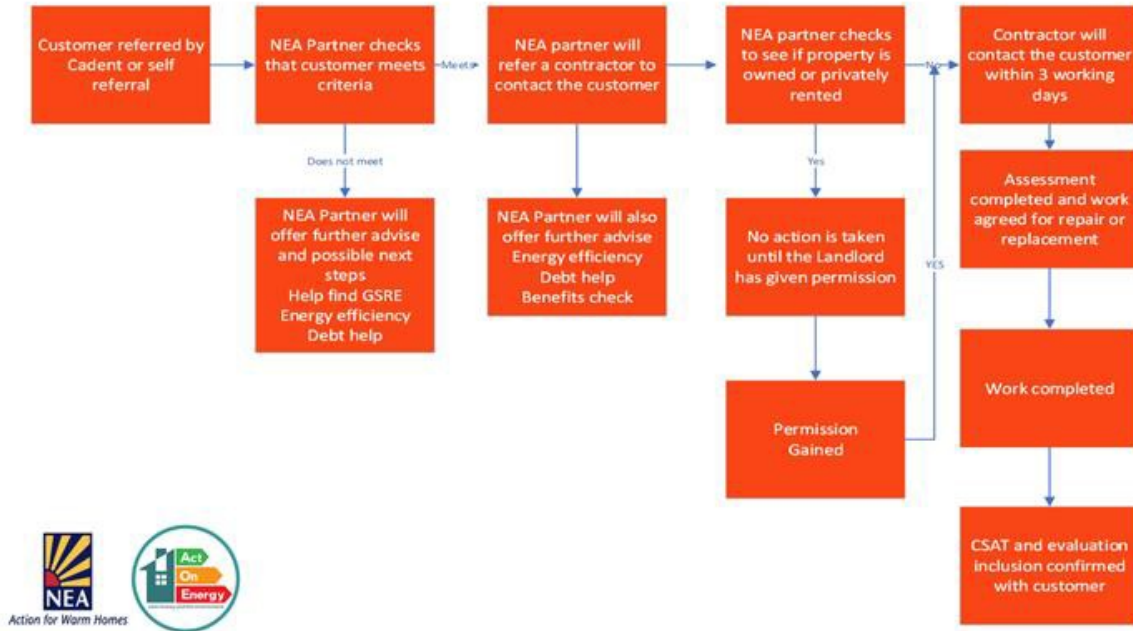 Customer referred by
Cadent or self
referral
NEA Partner checks
that customer meets
criteria
Meets
NEA partner will
refer a contractor to
contact the customer
NEA partner checks
to see if property is
owned or privately
rented
No
Contractor will
contact the customer
within 3 working
days
Does not meet
Yes
NEA Partner will
offer further advise
and possible next
steps
Help find GSRE
Energy efficiency
Debt help
NEA Partner will also
offer further advise
Energy efficiency
Debt help
Benefits check
No action is taken
until the Landlord
has given permission
YES
Assessment
completed and work
agreed for repair or
replacement
Permission
Gained
Work completed
CSAT and evaluation
inclusion confirmed
with customer
NEA
Action for Warm Homes
Act
On
Energy